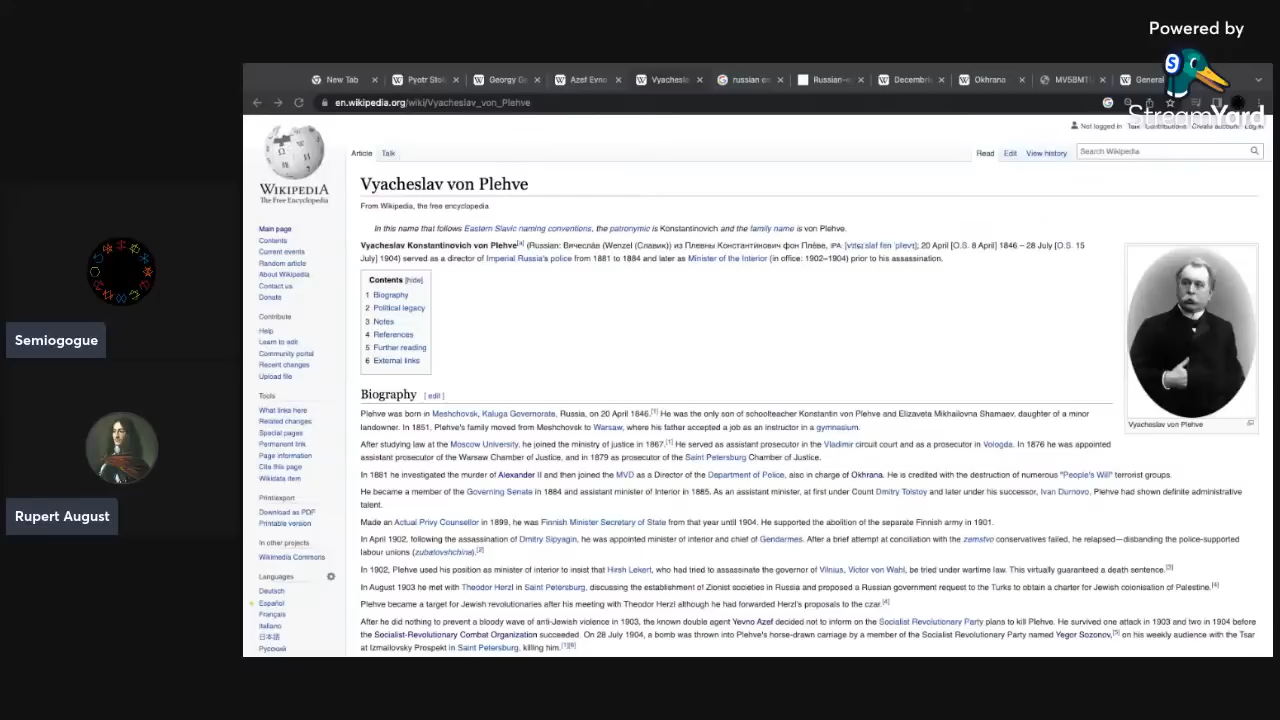 Powered by
StreamYard
New Tab
Pyotr Stol
Georgy Ge
Azef Evno
Vyachesla
russian
Russian-
Decembri
Okhrana
MV5BMT
General
en.wikipedia.org/wiki/Vyacheslav_von_Plehve
Not logged in
Article Talk
Read Edit View history
Search Wikipedia
WIKIPEDIA
The Free Encyclopedia
Vyacheslav von Plehve
From Wikipedia, the free encyclopedia
In this name that follows Eastern Slavic naming conventions, the patronymic is Konstantinovich and the family name is von Plehve.
Vyacheslav Konstantinovich von Plehve[a] (Russian: Вячесла́в (Wenzel (Славик)) из Плевны Константинович фон Пле́ве, IPA: 20 April [O.S. 8 April] 1846 – 28 July [O.S. 15
July] 1904) served as a director of Imperial Russia's police from 1881 to 1884 and later as Minister of the Interior (in office: 1902–1904) prior to his assassination.
Contents [hide]
1 Biography
2 Political legacy
3 Notes
4 References
5 Further reading
6 External links
Vyacheslav von Plehve
Biography [ edit ]
Plehve was born in Meshchovsk, Kaluga Governorate, Russia, on 20 April 1846.[1] He was the only son of schoolteacher Konstantin von Plehve and Elizaveta Mikhailovna Shamaev, daughter of a minor
landowner. In 1851, Plehve's family moved from Meshchovsk to Warsaw, where his father accepted a job as an instructor in a gymnasium.
After studying law at the Moscow University, he joined the ministry of justice in 1867.[1] He served as assistant prosecutor in the Vladimir circuit court and as a prosecutor in Vologda. In 1876 he was appointed
assistant prosecutor of the Warsaw Chamber of Justice, and in 1879 as prosecutor of the Saint Petersburg Chamber of Justice.
In 1881 he investigated the murder of Alexander II and then joined the MVD as a Director of the Department of Police, also in charge of Okhrana. He is credited with the destruction of numerous "People's Will" terrorist groups.
He became a member of the Governing Senate in 1884 and assistant minister of Interior in 1885. As an assistant minister, at first under Count Dmitry Tolstoy and later under his successor, Ivan Durnovo, Plehve had shown definite administrative
talent.
Made an Actual Privy Counsellor in 1899, he was Finnish Minister Secretary of State from that year until 1904. He supported the abolition of the separate Finnish army in 1901.
In April 1902, following the assassination of Dmitry Sipyagin, he was appointed minister of interior and chief of Gendarmes. After a brief attempt at conciliation with the zemstvo conservatives failed, he relapsed—disbanding the police-supported
labour unions (zubatovshchina).[2]
In 1902, Plehve used his position as minister of interior to insist that Hirsh Lekert, who had tried to assassinate the governor of Vilnius, Victor von Wahl, be tried under wartime law. This virtually guaranteed a death sentence.[3]
In August 1903 he met with Theodor Herzl in Saint Petersburg, discussing the establishment of Zionist societies in Russia and proposed a Russian government request to the Turks to obtain a charter for Jewish colonisation of Palestine.[4]
Plehve became a target for Jewish revolutionaries after his meeting with Theodor Herzl although he had forwarded Herzl's proposals to the czar.[4]
After he did nothing to prevent a bloody wave of anti-Jewish violence in 1903, the known double agent Yevno Azef decided not to inform on the Socialist Revolutionary Party plans to kill Plehve. He survived one attack in 1903 and two in 1904 before
the Socialist-Revolutionary Combat Organization succeeded. On 28 July 1904, a bomb was thrown into Plehve's horse-drawn carriage by a member of the Socialist Revolutionary Party named Yegor Sozonov,[5] on his weekly audience with the Tsar
at Izmailovsky Prospekt in Saint Petersburg, killing him.[1][6]
Main page
Contents
Current events
Random article
About Wikipedia
Contact us
Donate
Contribute
Help
Learn to edit
Community portal
Recent changes
Upload file
Tools
What links here
Related changes
Special pages
Permanent link
Page information
Cite this page
Wikidata item
Print/export
Download as PDF
Printable version
In other projects
Wikimedia Commons
Languages
Deutsch
Español
Français
Italiano
日本語
Русский
Semiogogue
Rupert August